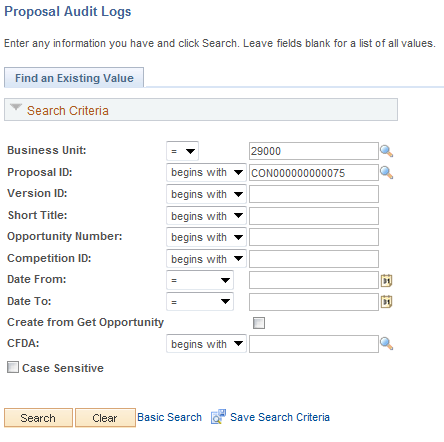 Proposal Audit Logs
Enter any information you have and click Search. Leave fields blank for a list of all values.
Find an Existing Value
Search Criteria
Business Unit: = 29000
Proposal ID: begins with CON000000000075
Version ID: begins with
Short Title: begins with
Opportunity Number: begins with
Competition ID: begins with
Date From: =
Date To: =
Create from Get Opportunity
CFDA: begins with
Case Sensitive
Search Clear Basic Search Save Search Criteria